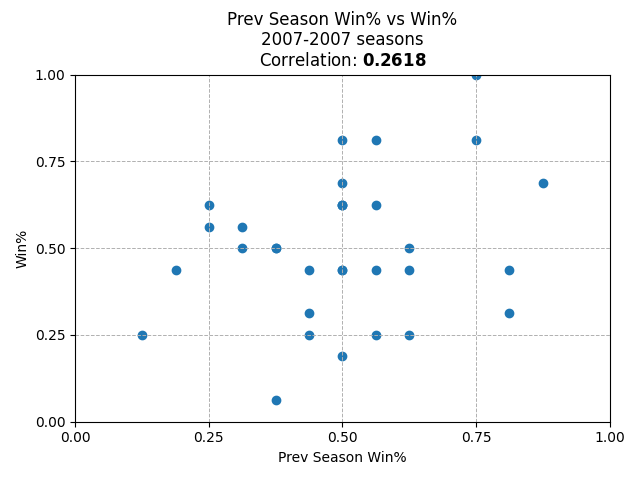 Prev Season Win% vs Win%
2007-2007 seasons
Correlation: 0.2618
1.00
0.75
0.50
0.25
0.00
Win%
0.00 0.25 0.50 0.75 1.00
Prev Season Win%